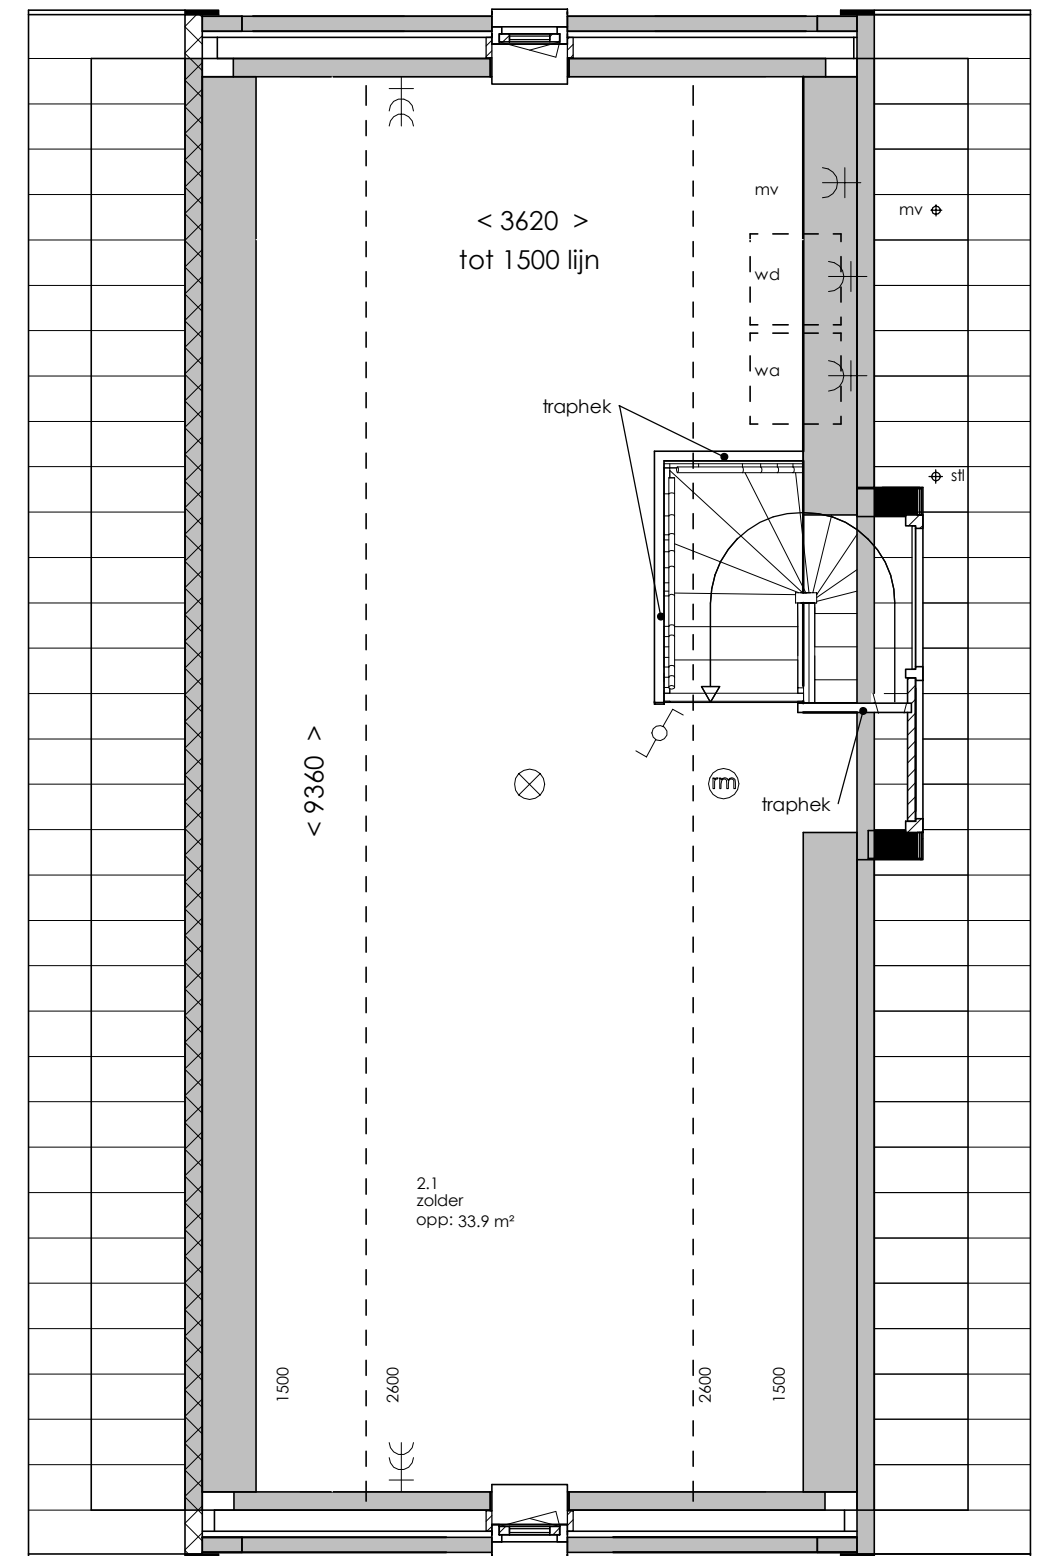 mv
mv
< 3620 >
tot 1500 lijn
wd
wa
traphek
stl
< 9360 >
rm
traphek
2.1
zolder
opp: 33.9 m²
1500
2600
2600
1500